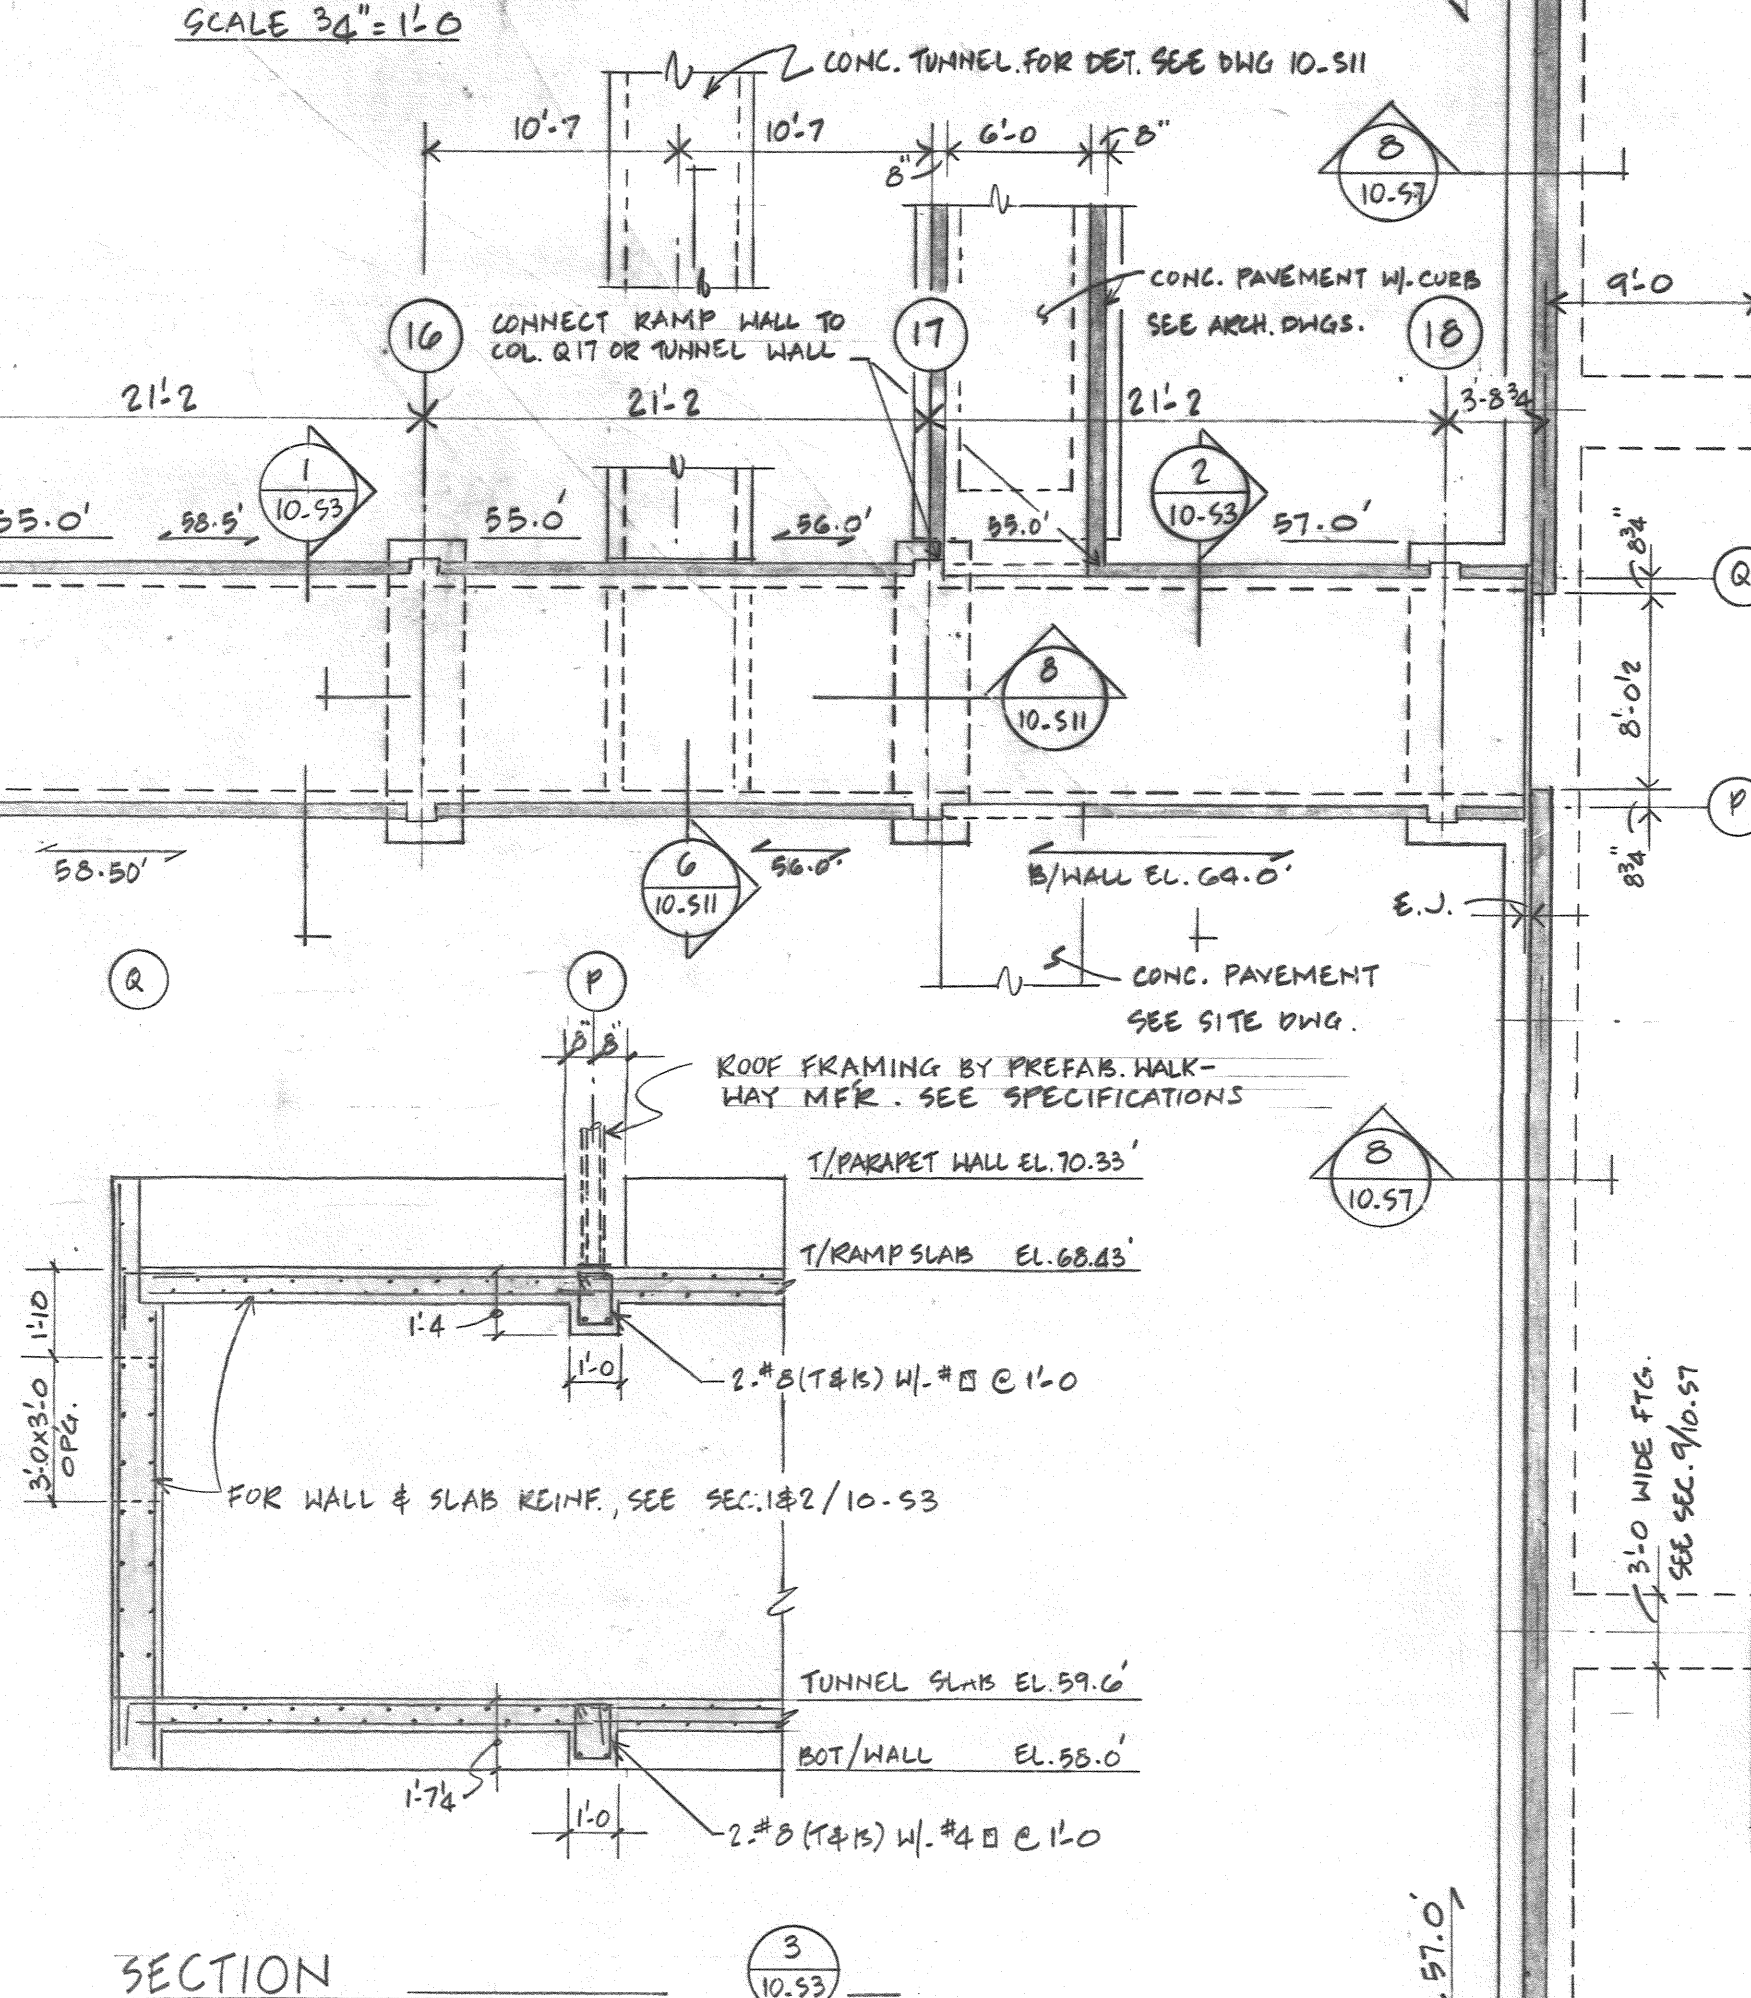 SCALE 3/4"=1'-0
CONC. TUNNEL. FOR DET. SEE DWG 10-S11
10'-7
10'-7
6'-0
8"
8"
8
10-S7
CONC. PAVEMENT W/. CURB
SEE ARCH. DWGS.
9'-0
16
CONNECT RAMP WALL TO
COL. Q17 OR TUNNEL WALL
17
18
21'-2
21'-2
21'-2
3'-8 3/4
1
10-S3
2
10-S3
55.0'
58.5'
55.0'
56.0'
55.0'
57.0'
8 3/4"
Q
8
10-S11
8'-0 1/2
P
8 3/4"
58.50'
6
10-S11
56.0'
B/WALL EL. 64.0'
E.J.
Q
P
CONC. PAVEMENT
SEE SITE DWG.
8" 8"
ROOF FRAMING BY PREFAB. WALK-
WAY MF'R. SEE SPECIFICATIONS
T/PARAPET WALL EL. 70.33'
8
10-S7
T/RAMP SLAB EL. 68.43'
1'-10
1'-4
1'-0
2-#8 (T&B) W/- # @ 1'-0
3'-0x3'-0
OP'G.
FOR WALL & SLAB REINF., SEE SEC. 1&2/10-S3
3'-0 WIDE FTG.
SEE SEC. 9/10-S7
TUNNEL SLAB EL. 59.6'
BOT/WALL EL. 58.0'
1'-7 1/4
1'-0
2-#8 (T&B) W/- #4 @ 1'-0
57.0'
SECTION
3
10-S3